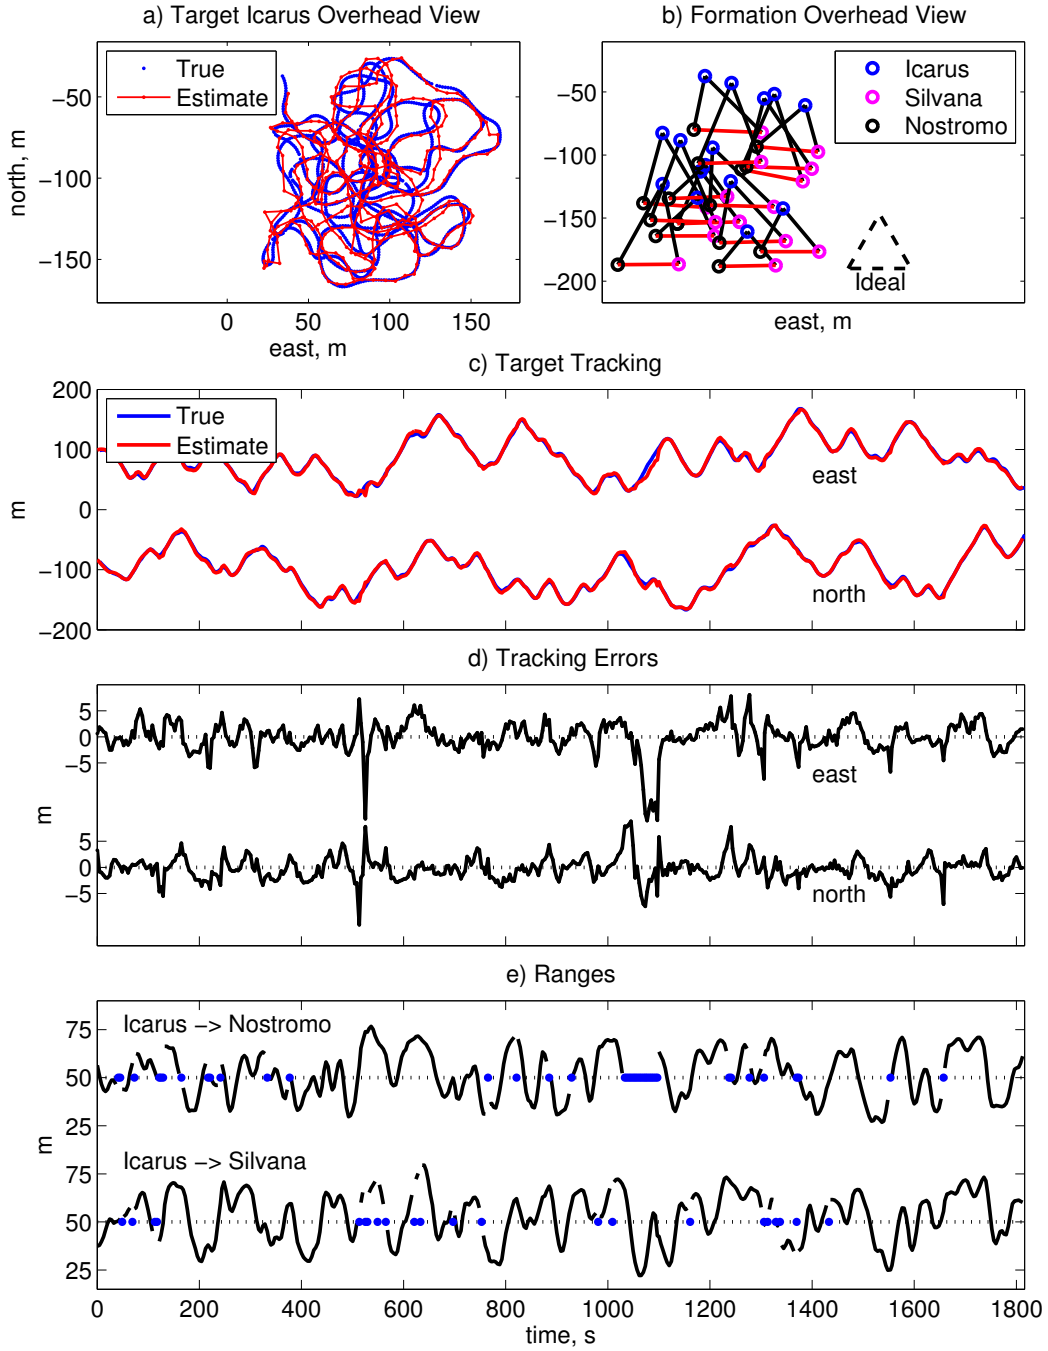 a) Target Icarus Overhead View
True
Estimate
−50
−100
−150
north, m
0
50
100
150
east, m
b) Formation Overhead View
Icarus
Silvana
Nostromo
−50
−100
−150
−200
Ideal
east, m
c) Target Tracking
True
Estimate
200
100
0
−100
−200
m
east
north
d) Tracking Errors
5
0
−5
5
0
−5
m
east
north
e) Ranges
Icarus −> Nostromo
75
50
25
m
Icarus −> Silvana
75
50
25
0
200
400
600
800
1000
1200
1400
1600
1800
time, s